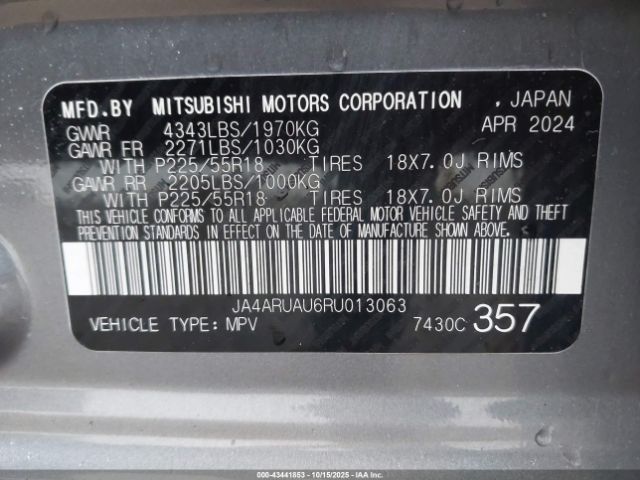 MFD.BY MITSUBISHI MOTORS CORPORATION , JAPAN
GWR 4343LBS/1970KG APR 2024
GAWR FR 2271LBS/1030KG
WITH P225/55R18 TIRES 18X7.0J RIMS
GAWR RR 2205LBS/1000KG
WITH P225/55R18 TIRES 18X7.0J RIMS
THIS VEHICLE CONFORMS TO ALL APPLICABLE FEDERAL MOTOR VEHICLE SAFETY AND THEFT
PREVENTION STANDARDS IN EFFECT ON THE DATE OF MANUFACTURE SHOWN ABOVE.
JA4ARUAU6RU013063
VEHICLE TYPE: MPV 7430C 357
000-43441853 - 10/15/2025 - IAAI.COM